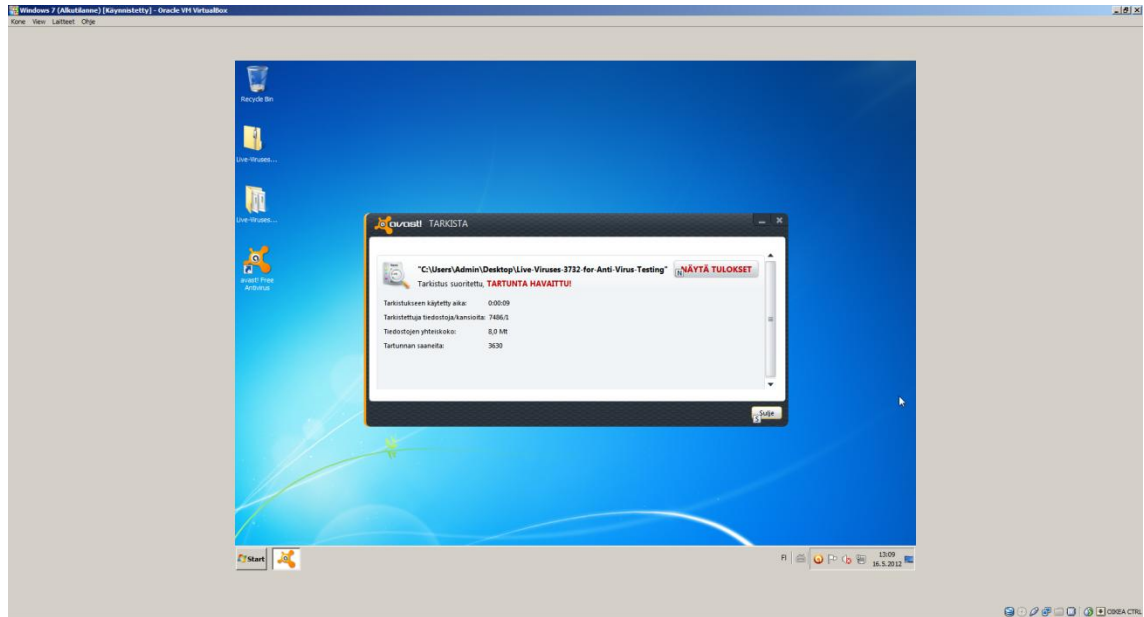 Windows 7 (Alkutilanne) [Käynnistetty] - Oracle VM VirtualBox
Kone View Laitteet Ohje
Recycle Bin
Live-Viruses...
Live-Viruses...
avast! Free
Antivirus
avast! TARKISTA
"C:\Users\Admin\Desktop\Live-Viruses-3732-for-Anti-Virus-Testing"
NÄYTÄ TULOKSET
N
Tarkistus suoritettu, TARTUNTA HAVAITTU!
Tarkistukseen käytetty aika: 0:00:09
Tarkistettuja tiedostoja/kansioita: 7486/1
Tiedostojen yhteiskoko: 8,0 Mt
Tartunnan saaneita: 3630
Sulje
S
Start
FI
13:09
16.5.2012
OIKEA CTRL